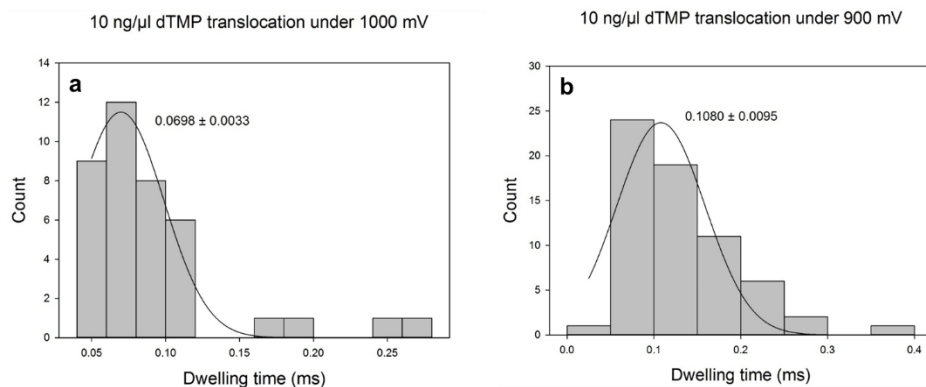 10 ng/µl dTMP translocation under 1000 mV
a
0.0698 ± 0.0033
14
12
10
8
6
4
2
0
Count
0.05
0.10
0.15
0.20
0.25
Dwelling time (ms)
10 ng/µl dTMP translocation under 900 mV
b
0.1080 ± 0.0095
30
25
20
15
10
5
0
Count
0.0
0.1
0.2
0.3
0.4
Dwelling time (ms)